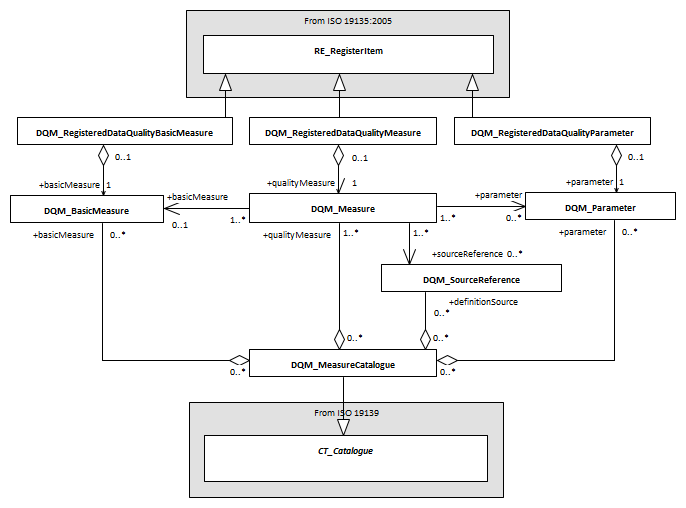 From ISO 19135:2005
RE_RegisterItem
DQM_RegisteredDataQualityBasicMeasure
DQM_RegisteredDataQualityMeasure
DQM_RegisteredDataQualityParameter
0..1
0..1
0..1
+basicMeasure 1
+qualityMeasure 1
+parameter 1
DQM_BasicMeasure
+basicMeasure
0..1
1..*
DQM_Measure
+parameter
1..*
0..*
DQM_Parameter
+basicMeasure 0..*
+qualityMeasure 1..*
1..*
+parameter 0..*
+sourceReference 0..*
DQM_SourceReference
+definitionSource
0..*
0..*
0..*
0..*
DQM_MeasureCatalogue
0..*
From ISO 19139
CT_Catalogue